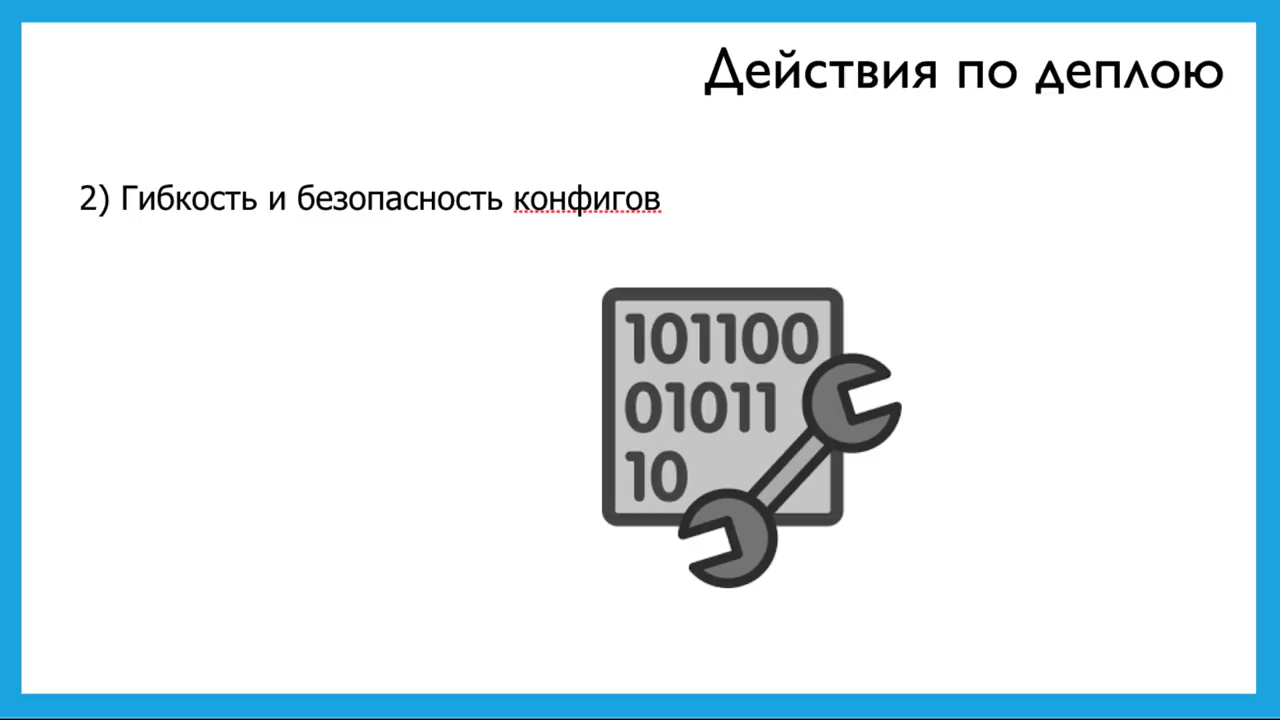 Действия по деплою
2) Гибкость и безопасность конфигов
101100
01011
10